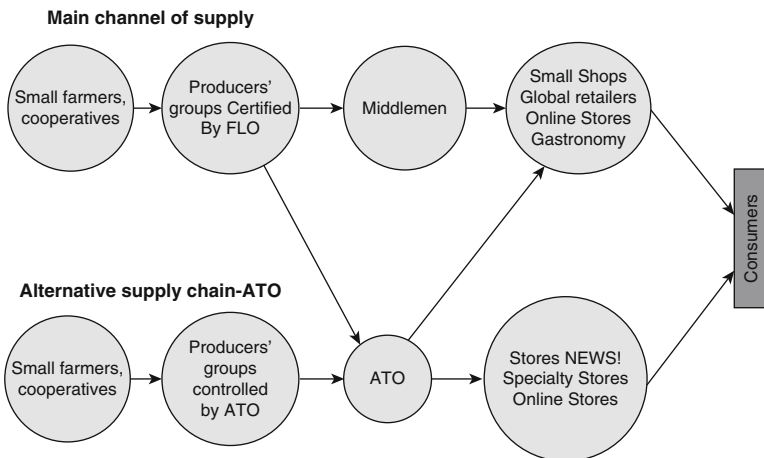 Main channel of supply
Small farmers,
cooperatives
Producers'
groups Certified
By FLO
Middlemen
Small Shops
Global retailers
Online Stores
Gastronomy
Consumers
Alternative supply chain-ATO
Small farmers,
cooperatives
Producers'
groups
controlled
by ATO
ATO
Stores NEWS!
Specialty Stores
Online Stores